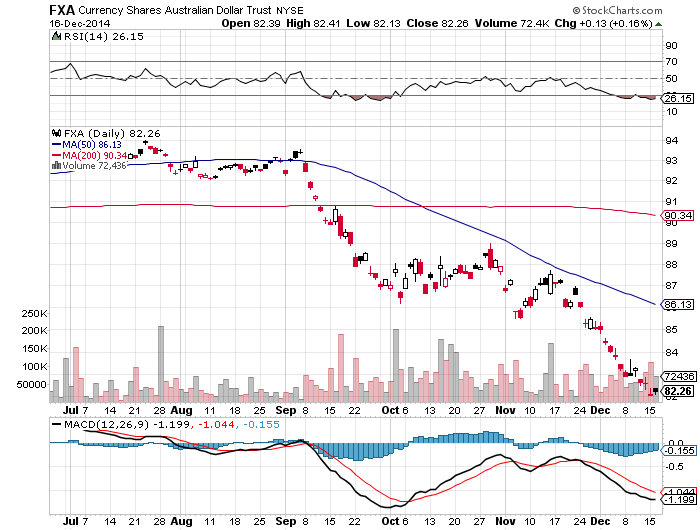 FXA Currency Shares Australian Dollar Trust NYSE © StockCharts.com
16-Dec-2014 Open 82.39 High 82.41 Low 82.13 Close 82.26 Volume 72.4K Chg +0.13 (+0.16%)
RSI(14) 26.15
90
70
50
30
26.15
10
FXA (Daily) 82.26
MA(50) 86.13
MA(200) 90.34
Volume 72,436
94
93
92
91
90.34
90
89
88
87
86.13
85
84
72436
82.26
250K
200K
150K
100K
50000
Jul 7 14 21 28 Aug 11 18 25 Sep 8 15 22 Oct 6 13 20 27 Nov 10 17 24 Dec 8 15
MACD(12,26,9) -1.199, -1.044, -0.155
0.0
-0.155
-0.5
-1.044
-1.199
Jul 7 14 21 28 Aug 11 18 25 Sep 8 15 22 Oct 6 13 20 27 Nov 10 17 24 Dec 8 15